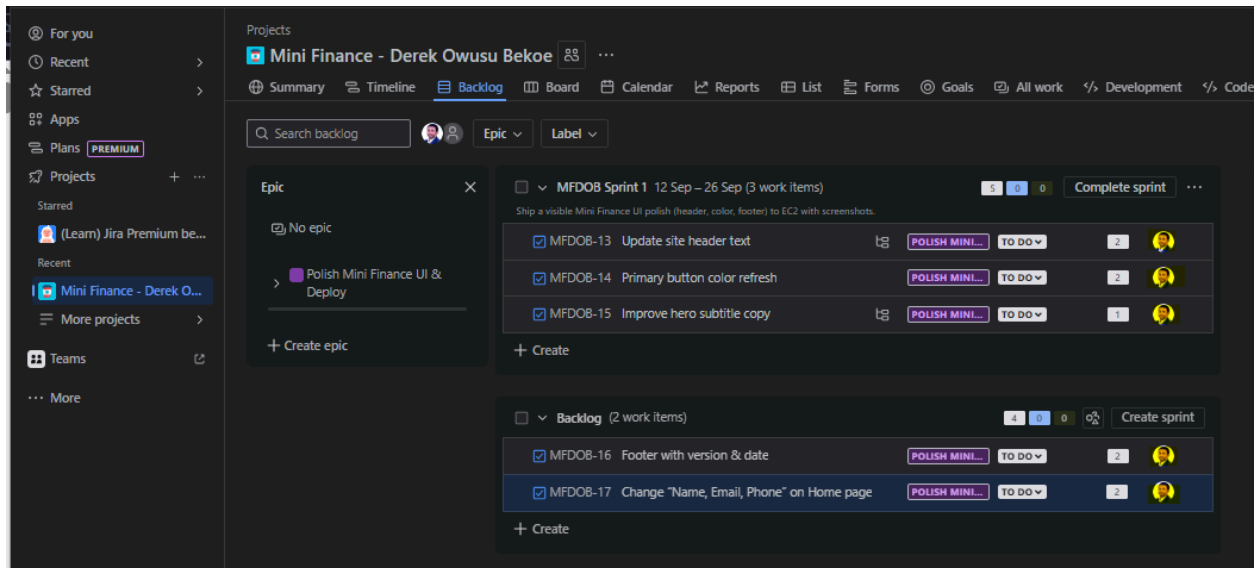 For you
Recent
Starred
Apps
Plans PREMIUM
Projects
Starred
(Learn) Jira Premium be...
Recent
Mini Finance - Derek O...
More projects
Teams
More
Projects
Mini Finance - Derek Owusu Bekoe
Summary Timeline Backlog Board Calendar Reports List Forms Goals All work Development Code
Search backlog Epic Label
Epic
No epic
Polish Mini Finance UI &
Deploy
Create epic
MFDOB Sprint 1 12 Sep – 26 Sep (3 work items) 5 0 0 Complete sprint
Ship a visible Mini Finance UI polish (header, color, footer) to EC2 with screenshots.
MFDOB-13 Update site header text POLISH MINI... TO DO 2
MFDOB-14 Primary button color refresh POLISH MINI... TO DO 2
MFDOB-15 Improve hero subtitle copy POLISH MINI... TO DO 1
Create
Backlog (2 work items) 4 0 0 Create sprint
MFDOB-16 Footer with version & date POLISH MINI... TO DO 2
MFDOB-17 Change "Name, Email, Phone" on Home page POLISH MINI... TO DO 2
Create